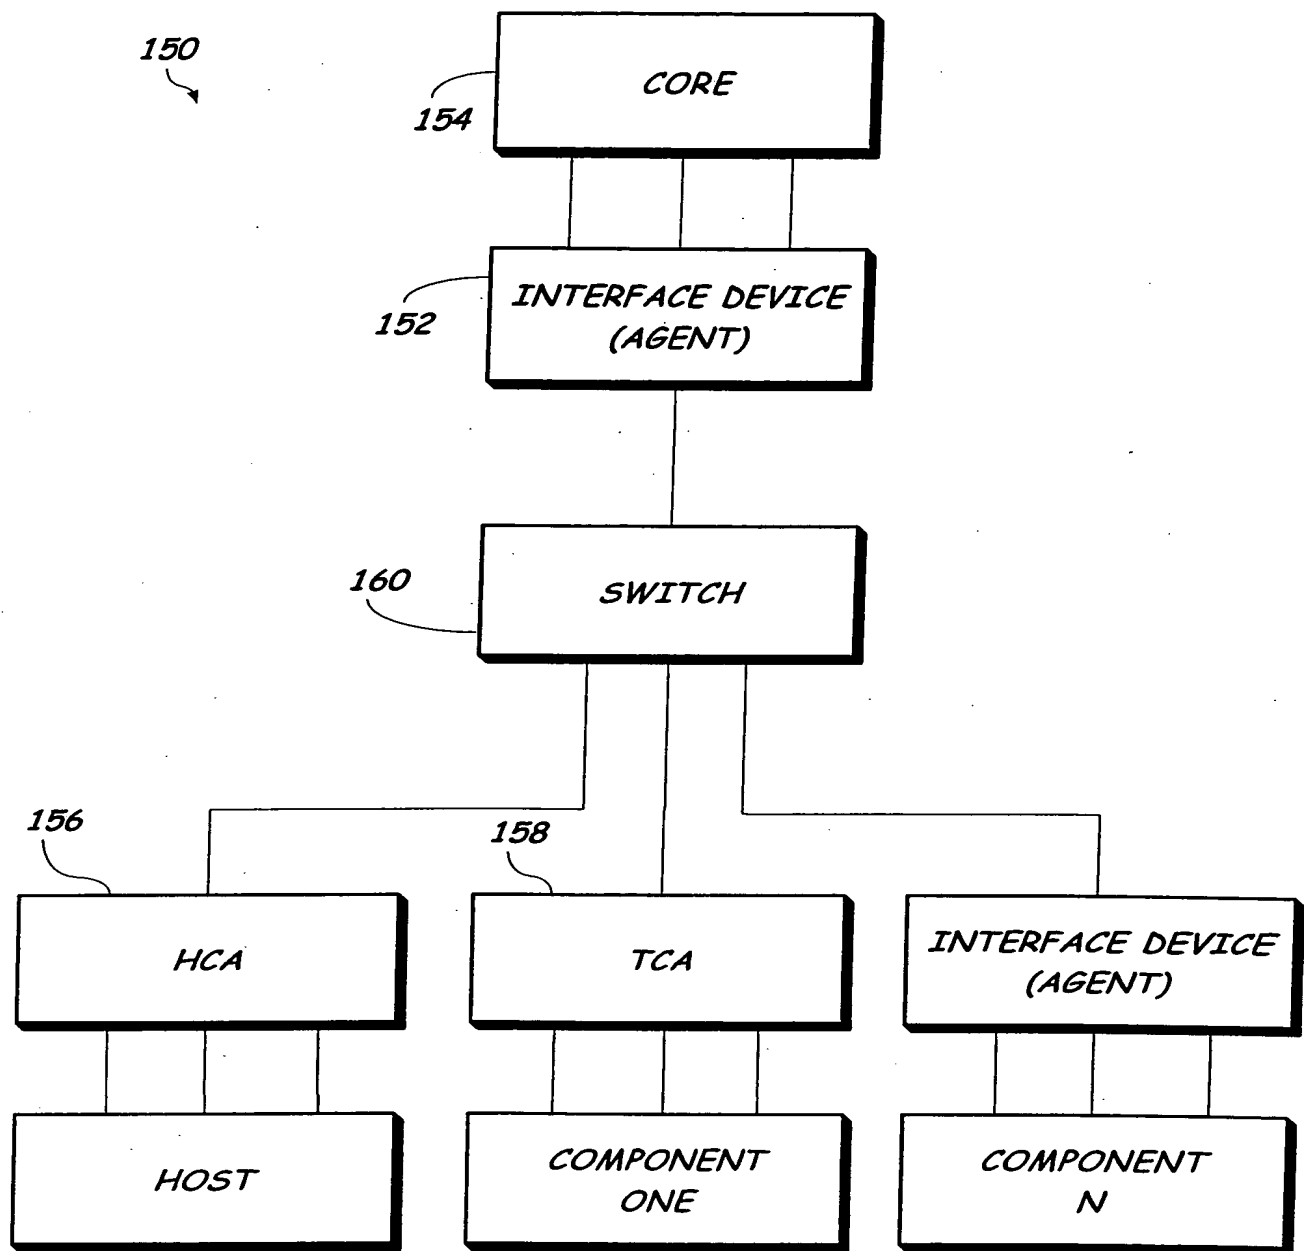 150
CORE
154
INTERFACE DEVICE
(AGENT)
152
SWITCH
160
156
158
HCA
TCA
INTERFACE DEVICE
(AGENT)
HOST
COMPONENT
ONE
COMPONENT
N